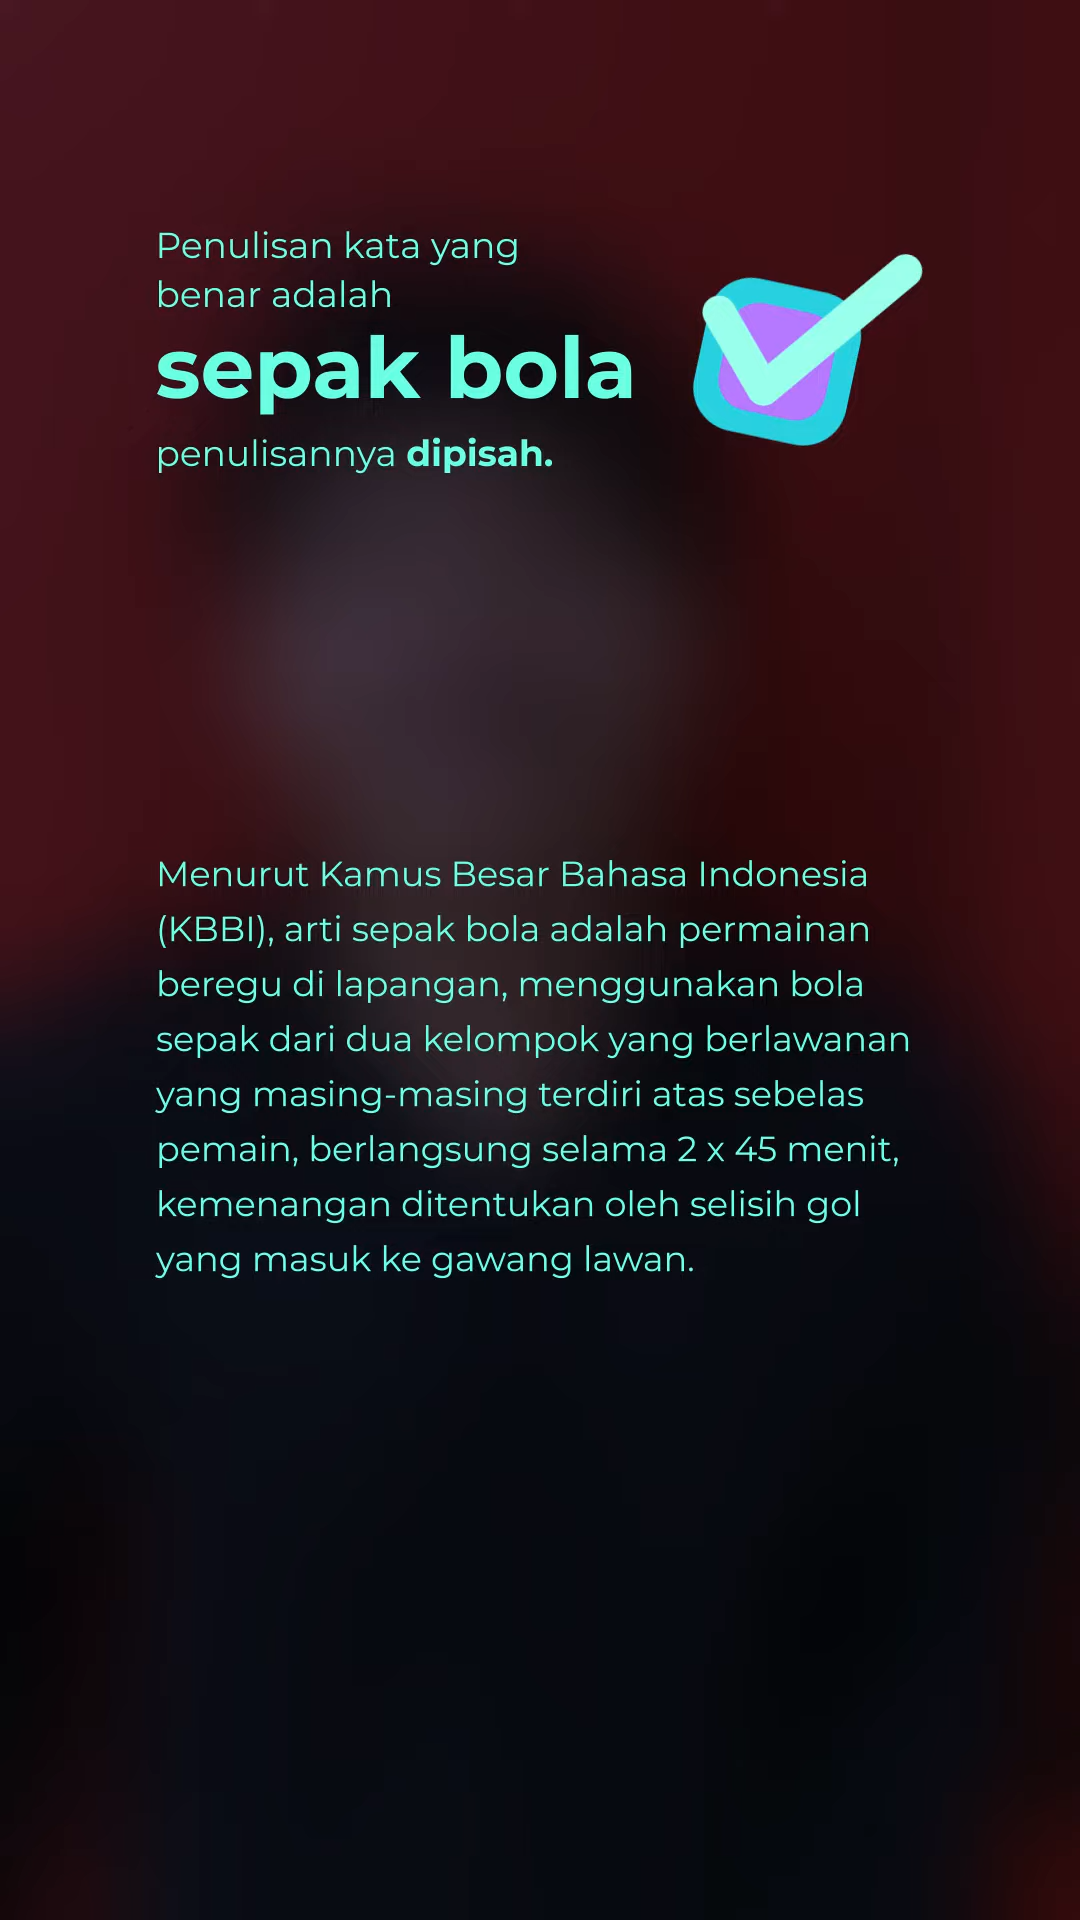 Penulisan kata yang
benar adalah
sepak bola
penulisannya dipisah.
Menurut Kamus Besar Bahasa Indonesia
(KBBI), arti sepak bola adalah permainan
beregu di lapangan, menggunakan bola
sepak dari dua kelompok yang berlawanan
yang masing-masing terdiri atas sebelas
pemain, berlangsung selama 2 x 45 menit,
kemenangan ditentukan oleh selisih gol
yang masuk ke gawang lawan.